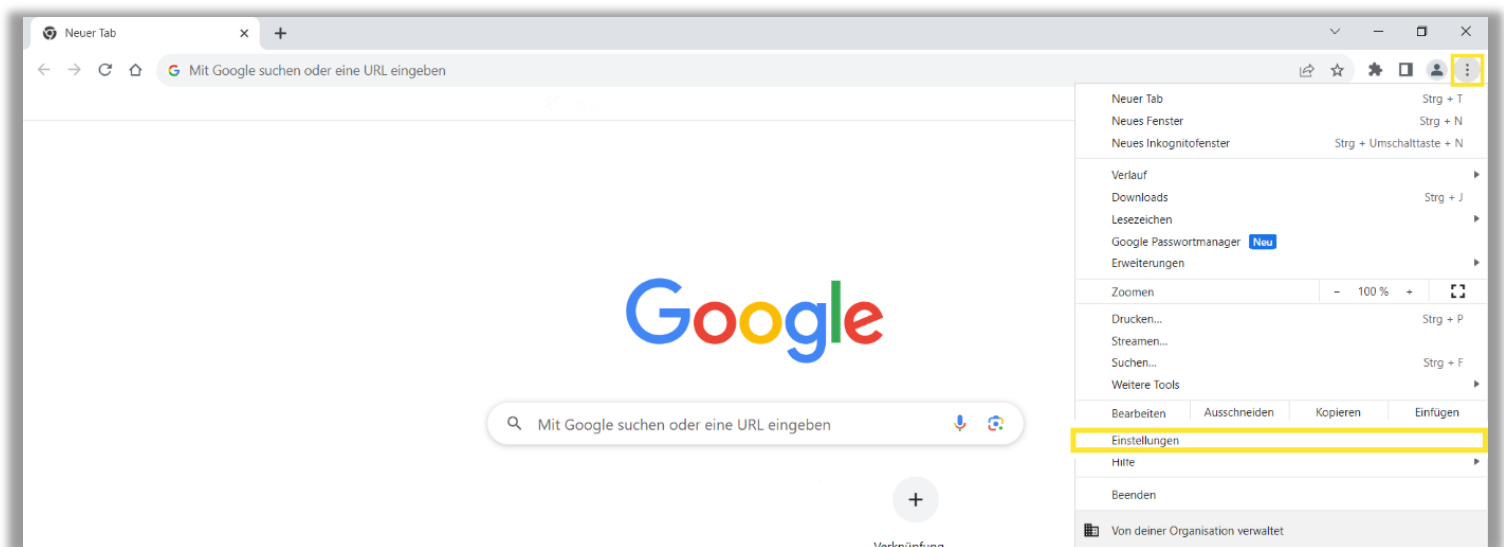 Neuer Tab
Mit Google suchen oder eine URL eingeben
Neuer Tab Strg + T
Neues Fenster Strg + N
Neues Inkognitofenster Strg + Umschalttaste + N
Verlauf
Downloads Strg + J
Lesezeichen
Google Passwortmanager Neu
Erweiterungen
Zoomen - 100 % +
Drucken... Strg + P
Streamen...
Suchen... Strg + F
Weitere Tools
Bearbeiten Ausschneiden Kopieren Einfügen
Einstellungen
Hilfe
Beenden
Von deiner Organisation verwaltet
Google
Mit Google suchen oder eine URL eingeben
Verknüpfung